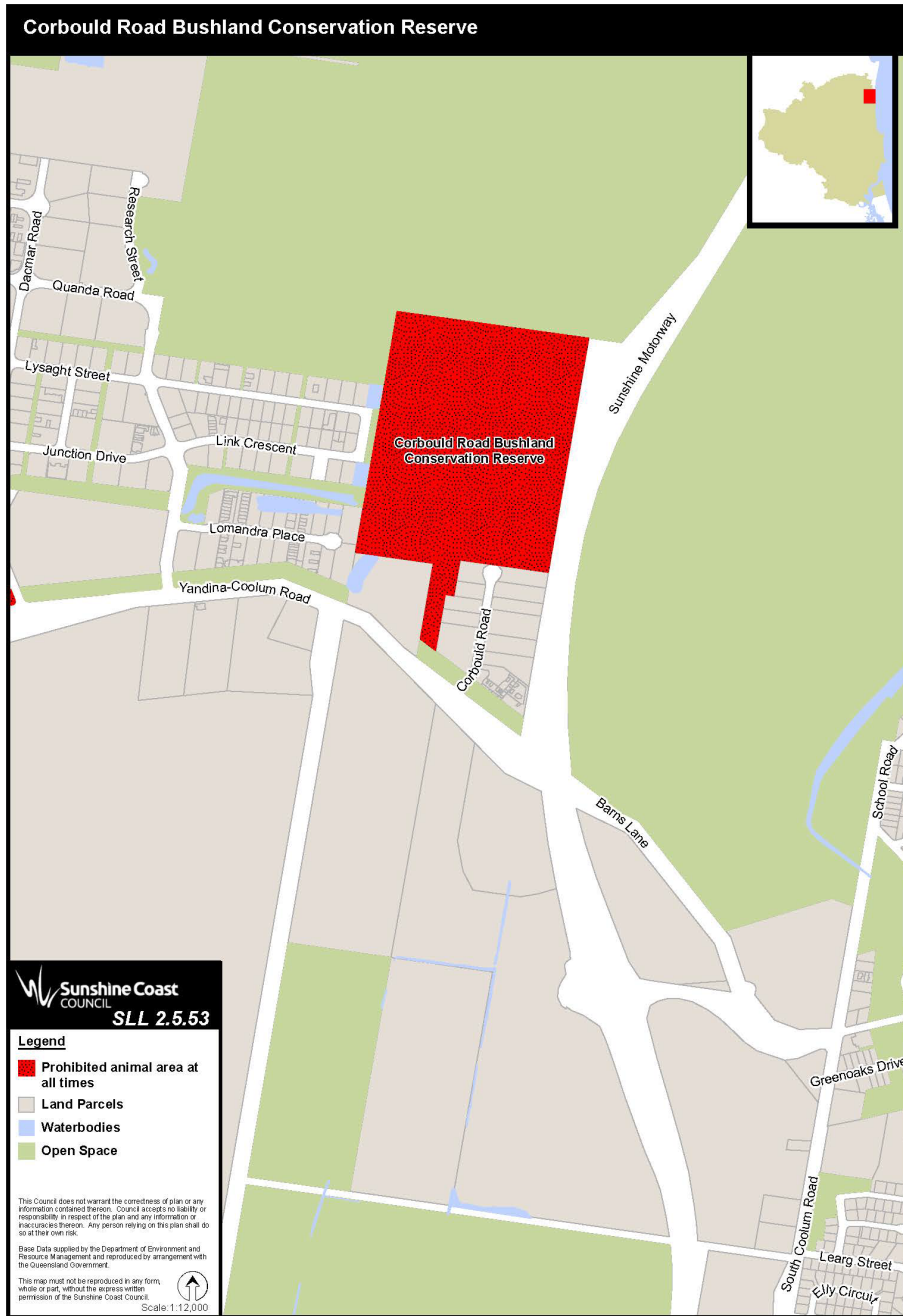 Corbould Road Bushland Conservation Reserve
Research Street
Dacmar Road
Quanda Road
Sunshine Motorway
Lysaght Street
Link Crescent
Junction Drive
Corbould Road Bushland
Conservation Reserve
Lomandra Place
Yandina-Coolum Road
Corbould Road
School Road
Barns Lane
Sunshine Coast
COUNCIL
SLL 2.5.53
Legend
Prohibited animal area at
all times
Land Parcels
Waterbodies
Open Space
This Council does not warrant the correctness of plan or any
information contained thereon. Council accepts no liability or
responsibility in respect of the plan and any information or
inaccuracies thereon. Any person relying on this plan shall do
so at their own risk.
Base Data supplied by the Department of Environment and
Resource Management and reproduced by arrangement with
the Queensland Government.
This map must not be reproduced in any form,
whole or part, without the express written
permission of the Sunshine Coast Council.
Scale:1:12,000
Greenoaks Drive
South Coolum Road
Learg Street
Elly Circuit